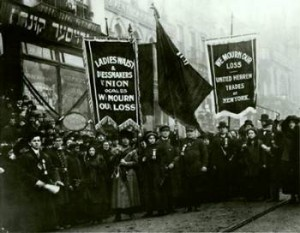 LADIES WAIST
&
DRESSMAKERS
UNION
LOCAL 25
WE MOURN
OUR LOSS
WE MOURN OUR
LOSS
UNITED HEBREW
TRADES
OF
NEW YORK